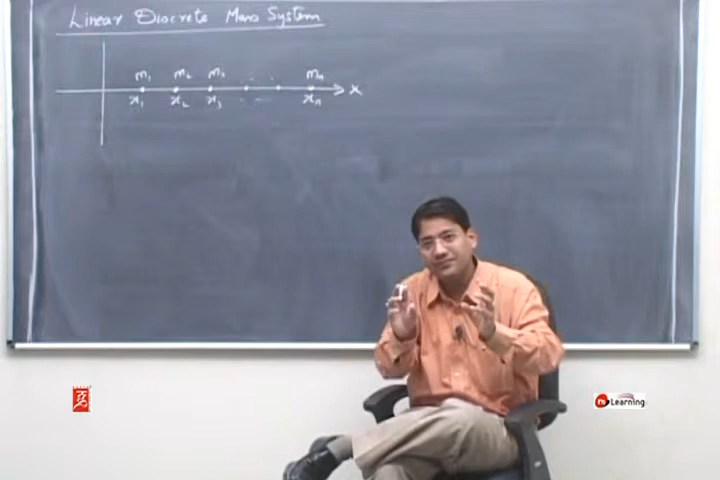 Linear Discrete Mass System
m₁ m₂ m₃ . . mₙ
x₁ x₂ x₃ ... xₙ x
Learning